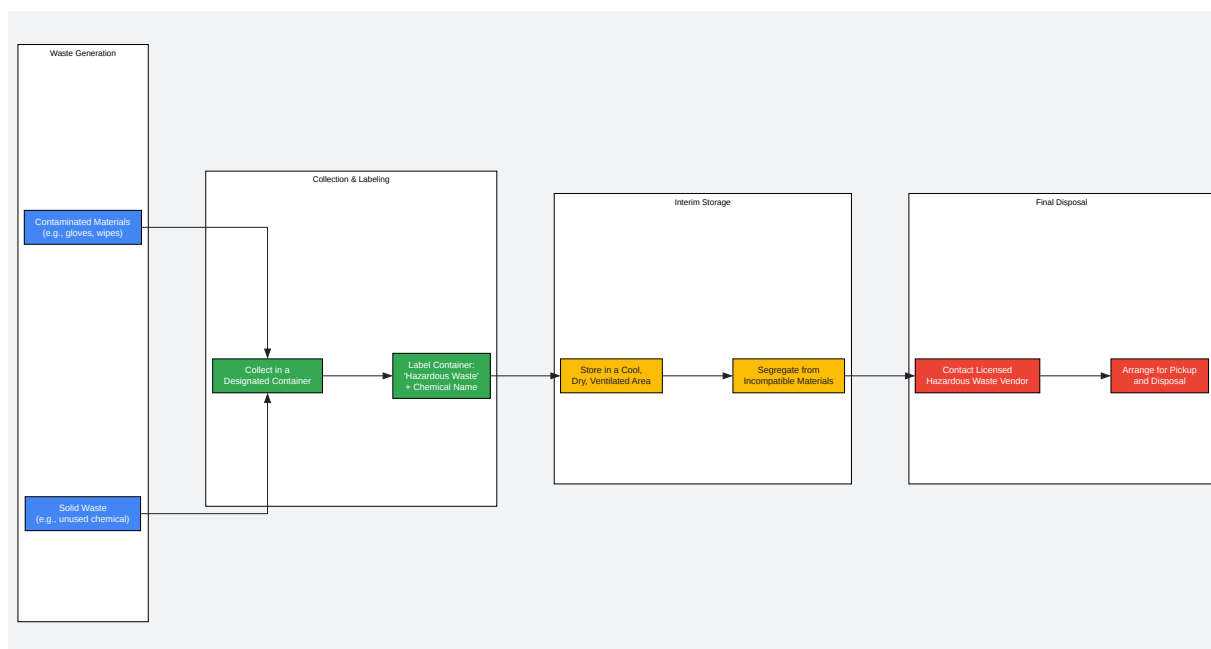 Waste Generation
Contaminated Materials
(e.g., gloves, wipes)
Solid Waste
(e.g., unused chemical)
Collection & Labeling
Collect in a
Designated Container
Label Container:
'Hazardous Waste'
+ Chemical Name
Interim Storage
Store in a Cool,
Dry, Ventilated Area
Segregate from
Incompatible Materials
Final Disposal
Contact Licensed
Hazardous Waste Vendor
Arrange for Pickup
and Disposal